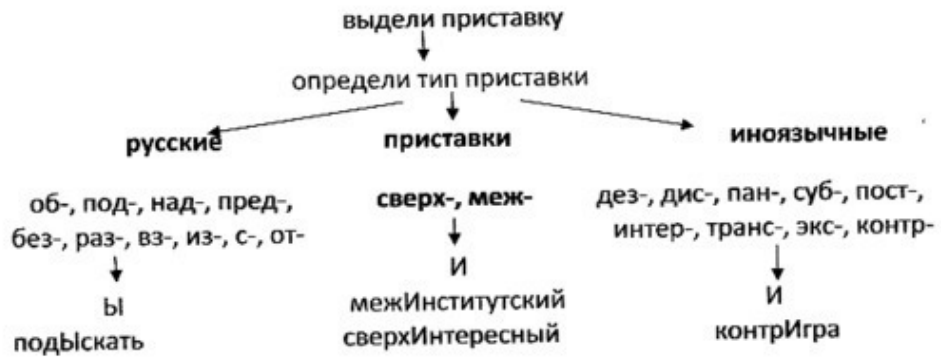 выдели приставку
определи тип приставки
русские
приставки
иноязычные
об-, под-, над-, пред-,
без-, раз-, вз-, из-, с-, от-
сверх-, меж-
дез-, дис-, пан-, суб-, пост-,
интер-, транс-, экс-, контр-
Ы
подЫскать
И
межИнститутский
сверхИнтересный
И
контрИгра